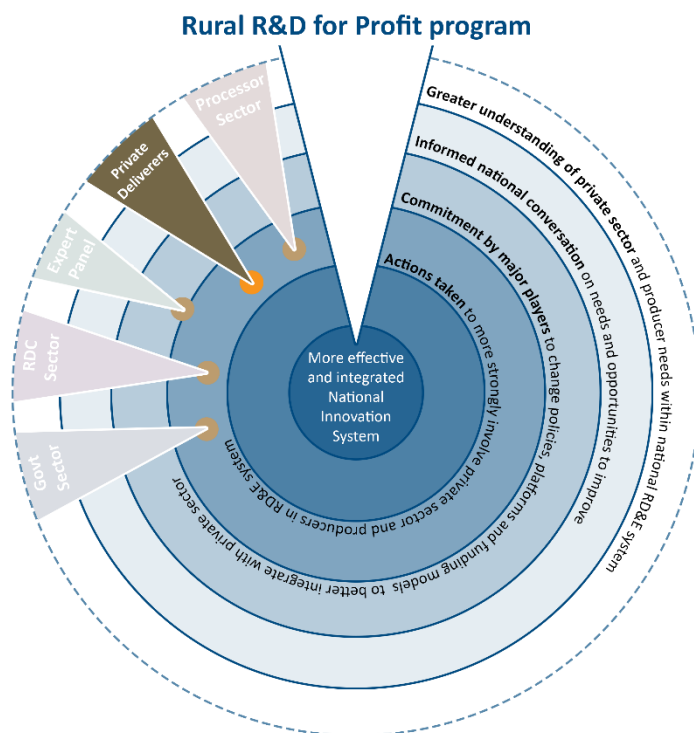 Rural R&D for Profit program
Processor
Sector
Private
Deliverers
Expert
Panel
RDC
Sector
Govt
Sector
Greater understanding of private sector and producer needs within national RD&E system
Informed national conversation on needs and opportunities to improve
Commitment by major players to change policies, platforms and funding models to better integrate with private sector
Actions taken to more strongly involve private sector and producers in RD&E system
More effective
and integrated
National
Innovation
System